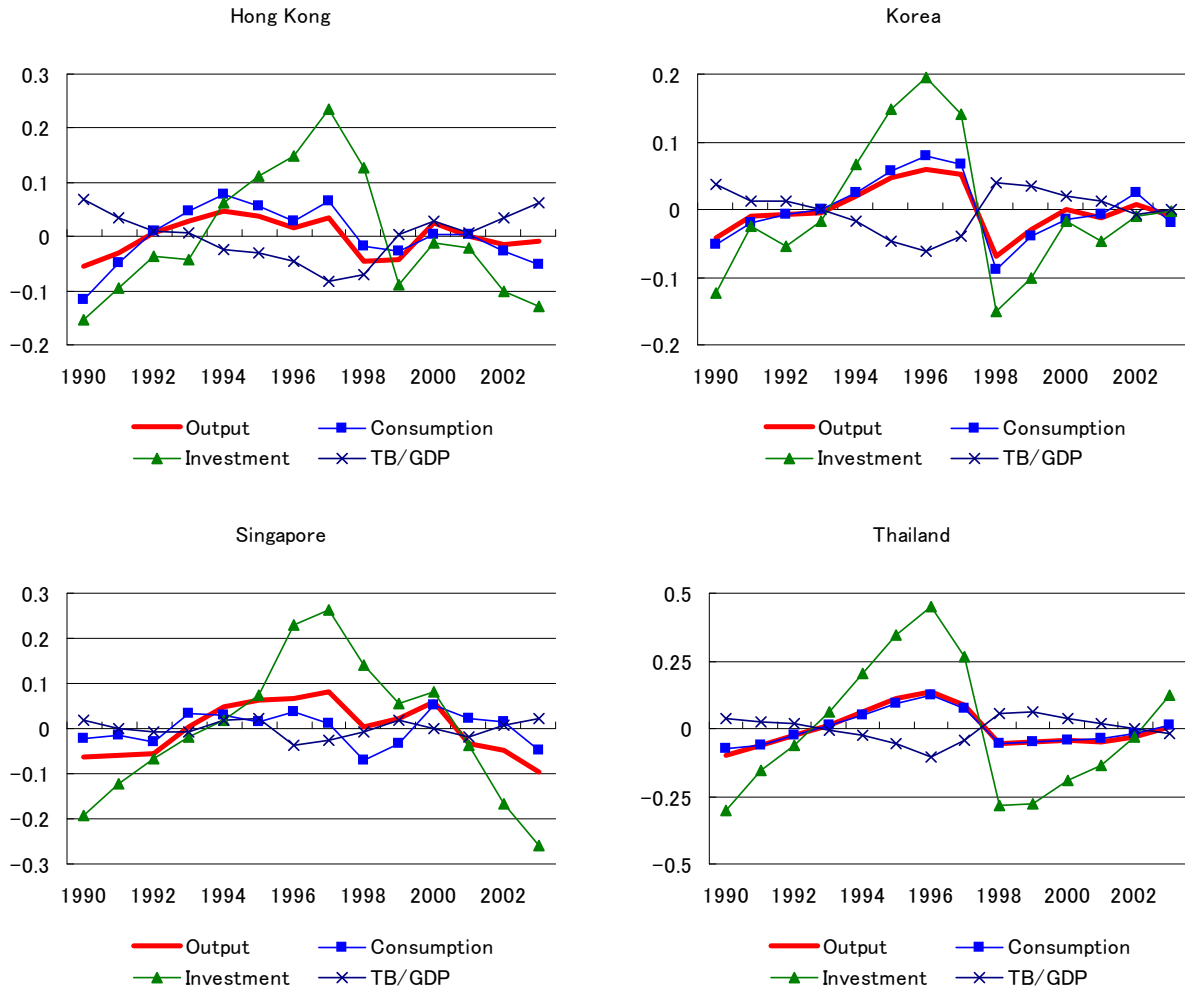 Hong Kong
0.3
0.2
0.1
0
−0.1
−0.2
1990 1992 1994 1996 1998 2000 2002
Output Consumption
Investment TB/GDP
Korea
0.2
0.1
0
−0.1
−0.2
1990 1992 1994 1996 1998 2000 2002
Output Consumption
Investment TB/GDP
Singapore
0.3
0.2
0.1
0
−0.1
−0.2
−0.3
1990 1992 1994 1996 1998 2000 2002
Output Consumption
Investment TB/GDP
Thailand
0.5
0.25
0
−0.25
−0.5
1990 1992 1994 1996 1998 2000 2002
Output Consumption
Investment TB/GDP